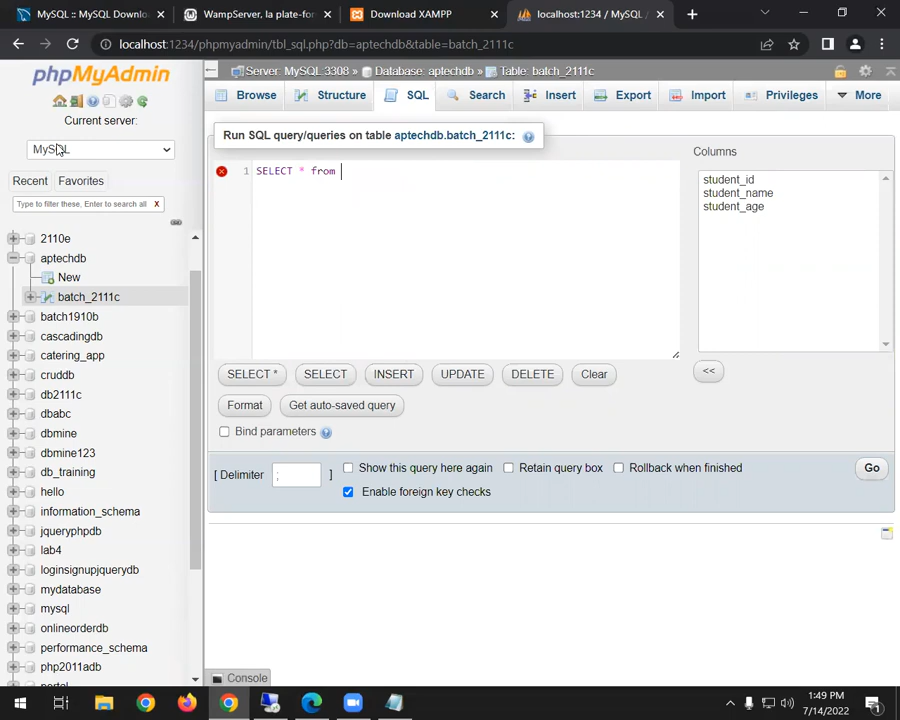 MySQL :: MySQL Downlo
WampServer, la plate-for
Download XAMPP
localhost:1234 / MySQL /
localhost:1234/phpmyadmin/tbl_sql.php?db=aptechdb&table=batch_2111c
phpMyAdmin
Current server:
MySQL
Recent
Favorites
Type to filter these, Enter to search all
X
2110e
aptechdb
New
batch_2111c
batch1910b
cascadingdb
catering_app
cruddb
db2111c
dbabc
dbmine
dbmine123
db_training
hello
information_schema
jqueryphpdb
lab4
loginsignupjquerydb
mydatabase
mysql
onlineorderdb
performance_schema
php2011adb
portal
Server: MySQL 3308 » Database: aptechdb » Table: batch_2111c
Browse
Structure
SQL
Search
Insert
Export
Import
Privileges
More
Run SQL query/queries on table aptechdb.batch_2111c:
1 SELECT * from
Columns
student_id
student_name
student_age
SELECT *
SELECT
INSERT
UPDATE
DELETE
Clear
<<
Format
Get auto-saved query
Bind parameters
[ Delimiter ; ]
Show this query here again
Retain query box
Rollback when finished
Enable foreign key checks
Go
Console
1:49 PM
7/14/2022
1